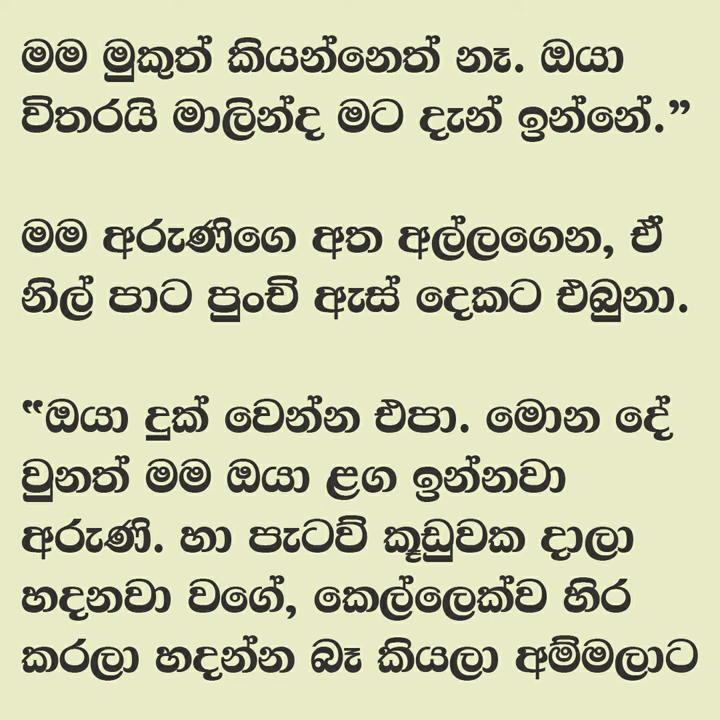 මම මුකුත් කියන්නෙත් නෑ. ඔයා
විතරයි මාලින්ද මට දැන් ඉන්නේ.”
මම අරුණිගෙ අත අල්ලගෙන, ඒ
නිල් පාට පුංචි ඇස් දෙකට එබුනා.
“ඔයා දුක් වෙන්න එපා. මොන දේ
වුනත් මම ඔයා ළග ඉන්නවා
අරුණි. හා පැටව් කූඩුවක දාලා
හදනවා වගේ, කෙල්ලෙක්ව හිර
කරලා හදන්න බෑ කියලා අම්මලාට